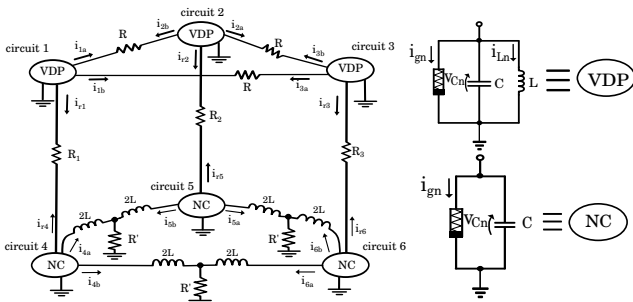 circuit 2
i2b
i2a
VDP
circuit 1
i1a
R
ir2
R
i3b
circuit 3
VDP
VDP
i1b
R
i3a
ir1
ir3
R2
R1
R3
circuit 5
ir5
2L
NC
2L
2L
i5b
i5a
2L
ir4
R'
R'
i6b
ir6
circuit 4
i4a
2L
2L
circuit 6
NC
i4b
R'
i6a
NC
ign
iLn
VCn
C
L
VDP
ign
VCn
C
NC